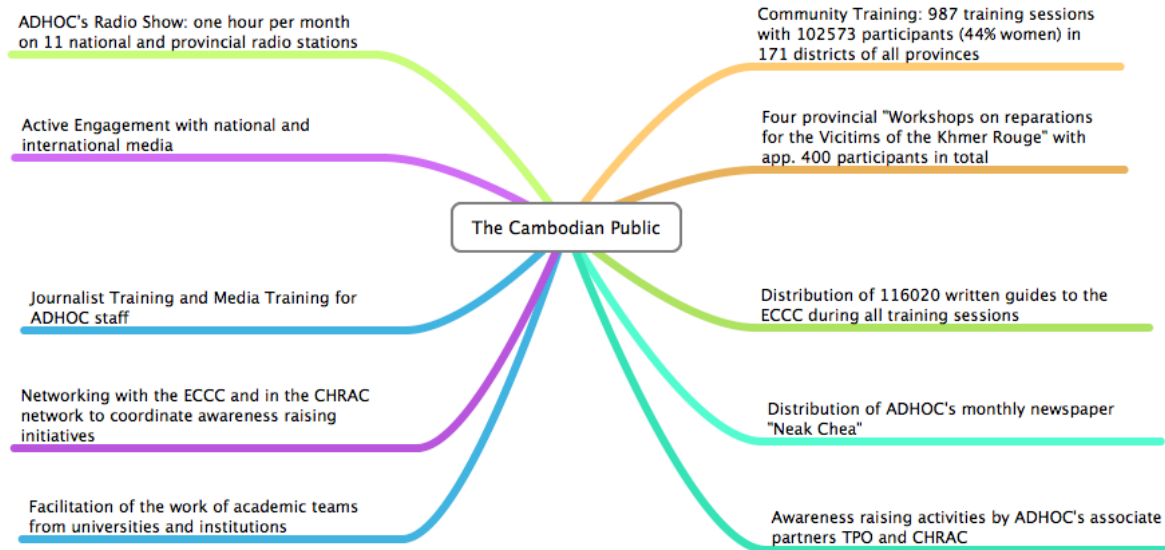 ADHOC's Radio Show: one hour per month
on 11 national and provincial radio stations
Active Engagement with national and
international media
Journalist Training and Media Training for
ADHOC staff
Networking with the ECCC and in the CHRAC
network to coordinate awareness raising
initiatives
Facilitation of the work of academic teams
from universities and institutions
The Cambodian Public
Community Training: 987 training sessions
with 102573 participants (44% women) in
171 districts of all provinces
Four provincial "Workshops on reparations
for the Vicitims of the Khmer Rouge" with
app. 400 participants in total
Distribution of 116020 written guides to the
ECCC during all training sessions
Distribution of ADHOC's monthly newspaper
"Neak Chea"
Awareness raising activities by ADHOC's associate
partners TPO and CHRAC